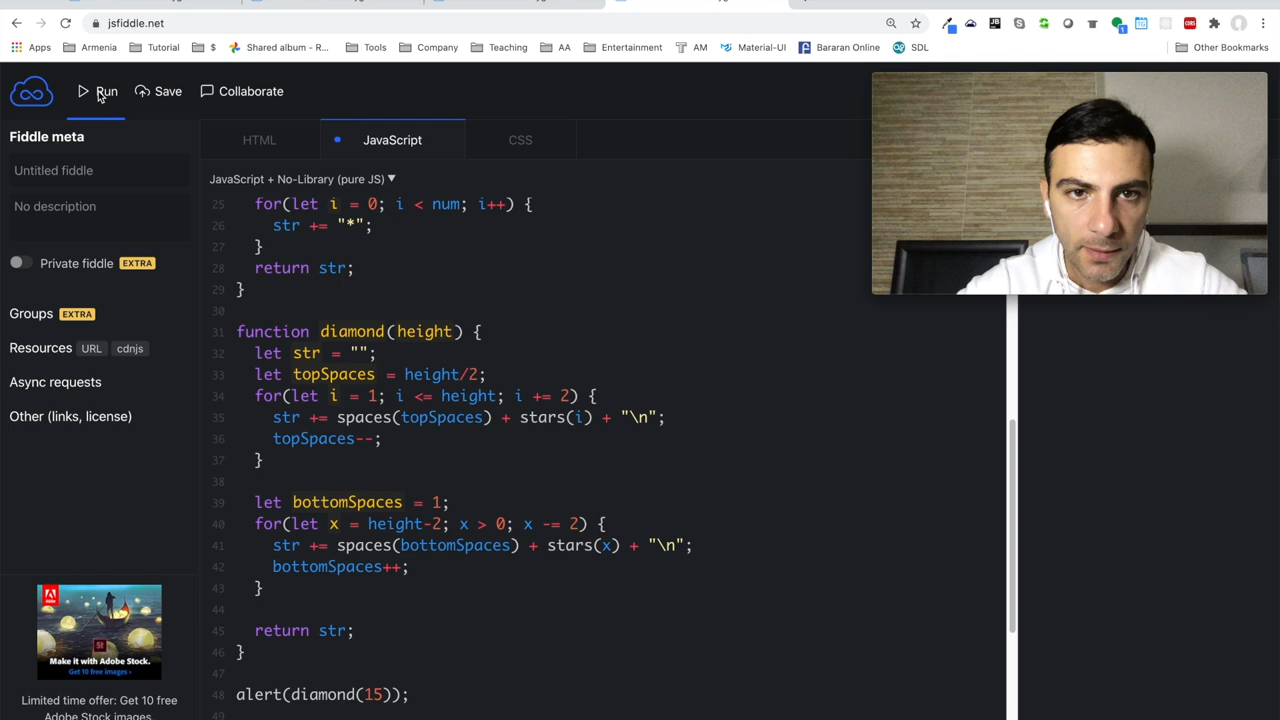 jsfiddle.net
Apps Armenia Tutorial $ Shared album - R... Tools Company Teaching AA Entertainment AM Material-UI Bararan Online SDL Other Bookmarks
Run Save Collaborate
Fiddle meta
Untitled fiddle
No description
Private fiddle EXTRA
Groups EXTRA
Resources URL cdnjs
Async requests
Other (links, license)
Make it with Adobe Stock.
Get 10 free images ›
Limited time offer: Get 10 free
Adobe Stock images.
HTML JavaScript CSS
JavaScript + No-Library (pure JS) ▼
25 for(let i = 0; i < num; i++) {
26 str += "*";
27 }
28 return str;
29 }
30
31 function diamond(height) {
32 let str = "";
33 let topSpaces = height/2;
34 for(let i = 1; i <= height; i += 2) {
35 str += spaces(topSpaces) + stars(i) + "\n";
36 topSpaces--;
37 }
38
39 let bottomSpaces = 1;
40 for(let x = height-2; x > 0; x -= 2) {
41 str += spaces(bottomSpaces) + stars(x) + "\n";
42 bottomSpaces++;
43 }
44
45 return str;
46 }
47
48 alert(diamond(15));
49